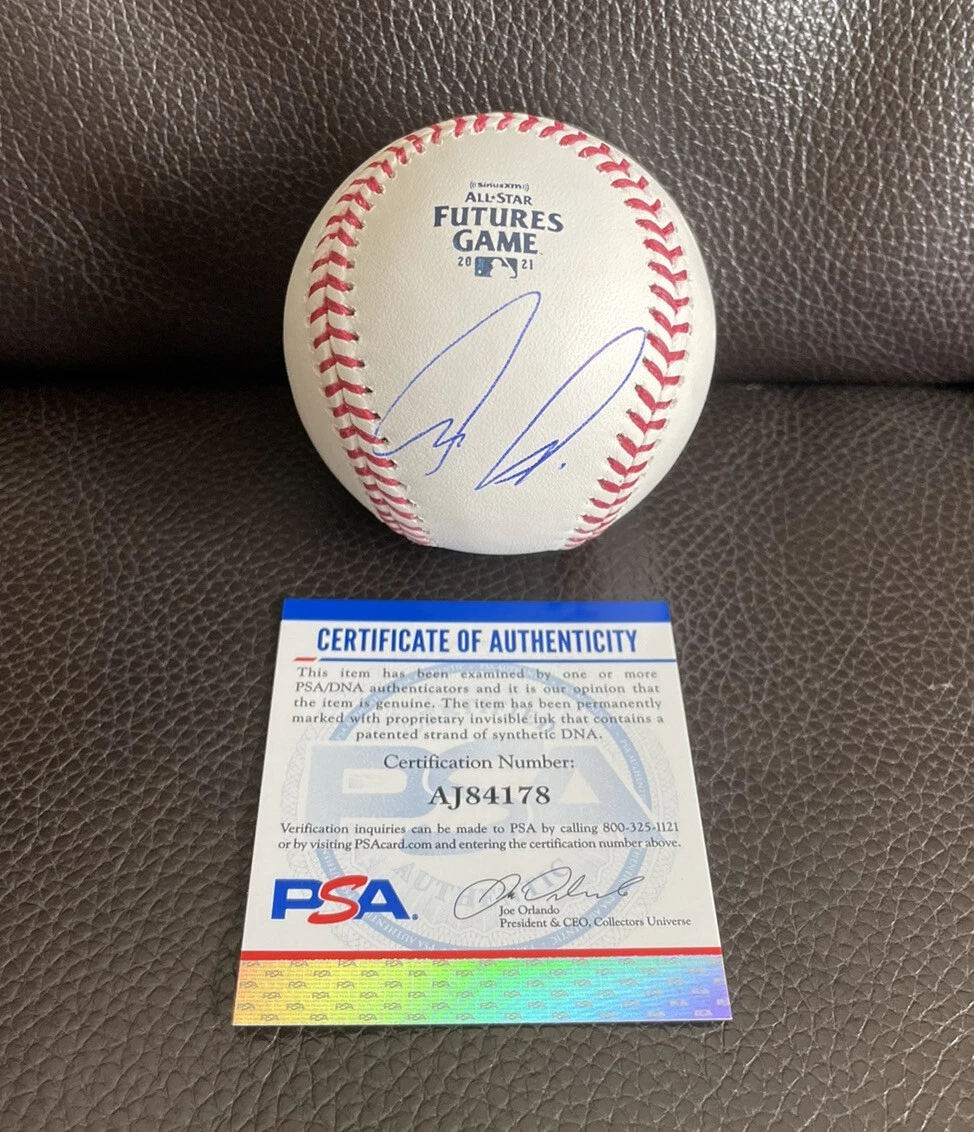 SiriusXM
ALL★STAR
FUTURES
GAME™
20 21
CERTIFICATE OF AUTHENTICITY
This item has been examined by one or more
PSA/DNA authenticators and it is our opinion that
the item is genuine. The item has been permanently
marked with proprietary invisible ink that contains a
patented strand of synthetic DNA.
Certification Number:
AJ84178
Verification inquiries can be made to PSA by calling 800-325-1121
or by visiting PSAcard.com and entering the certification number above.
PSA
AUTHENTIC
PSA.
Joe Orlando
President & CEO, Collectors Universe